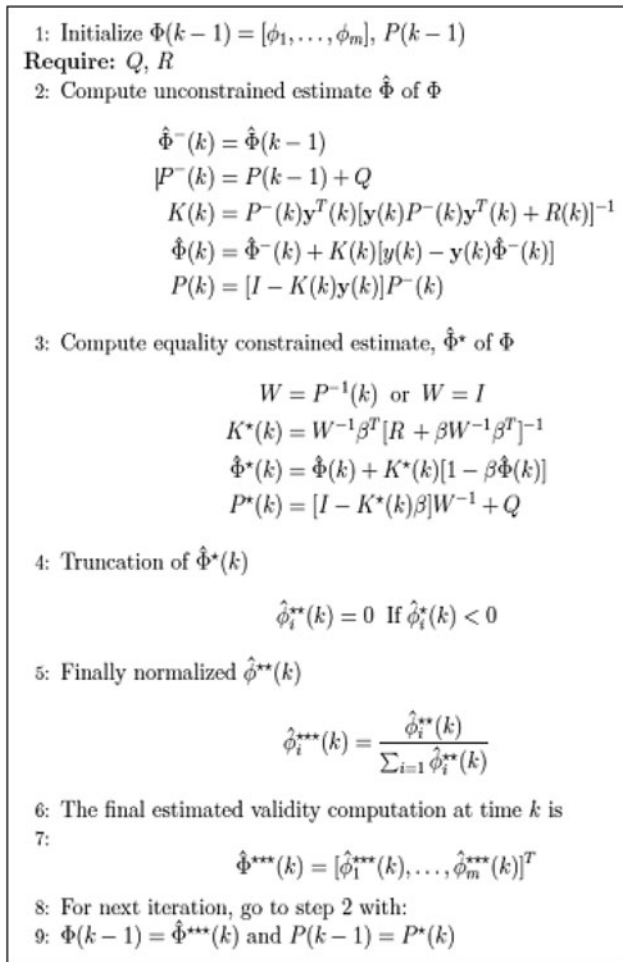 1: Initialize Φ(k − 1) = [ϕ₁, . . . , ϕₘ], P(k − 1)
Require: Q, R
2: Compute unconstrained estimate Φ̂ of Φ
Φ̂⁻(k) = Φ̂(k − 1)
|P⁻(k) = P(k − 1) + Q
K(k) = P⁻(k)𝐲ᵀ(k)[𝐲(k)P⁻(k)𝐲ᵀ(k) + R(k)]⁻¹
Φ̂(k) = Φ̂⁻(k) + K(k)[y(k) − 𝐲(k)Φ̂⁻(k)]
P(k) = [I − K(k)𝐲(k)]P⁻(k)
3: Compute equality constrained estimate, Φ̂⋆ of Φ
W = P⁻¹(k) or W = I
K⋆(k) = W⁻¹βᵀ[R + βW⁻¹βᵀ]⁻¹
Φ̂⋆(k) = Φ̂(k) + K⋆(k)[1 − βΦ̂(k)]
P⋆(k) = [I − K⋆(k)β]W⁻¹ + Q
4: Truncation of Φ̂⋆(k)
ϕ̂ᵢ⋆⋆(k) = 0 If ϕ̂ᵢ⋆(k) < 0
5: Finally normalized ϕ̂⋆⋆(k)
ϕ̂ᵢ⋆⋆⋆(k) = ϕ̂ᵢ⋆⋆(k) / ∑ᵢ₌₁ ϕ̂ᵢ⋆⋆(k)
6: The final estimated validity computation at time k is
7:
Φ̂⋆⋆⋆(k) = [ϕ̂₁⋆⋆⋆(k), . . . , ϕ̂ₘ⋆⋆⋆(k)]ᵀ
8: For next iteration, go to step 2 with:
9: Φ(k − 1) = Φ̂⋆⋆⋆(k) and P(k − 1) = P⋆(k)